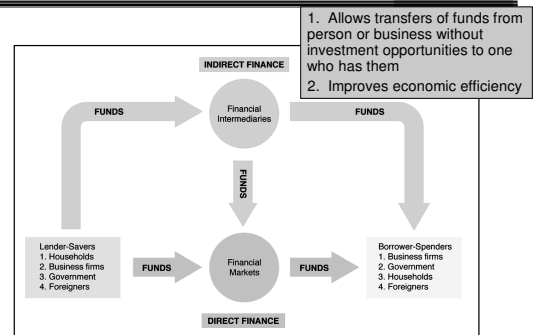 1. Allows transfers of funds from
person or business without
investment opportunities to one
who has them
2. Improves economic efficiency
INDIRECT FINANCE
FUNDS
Financial
Intermediaries
FUNDS
FUNDS
Lender-Savers
1. Households
2. Business firms
3. Government
4. Foreigners
FUNDS
Financial
Markets
FUNDS
Borrower-Spenders
1. Business firms
2. Government
3. Households
4. Foreigners
DIRECT FINANCE